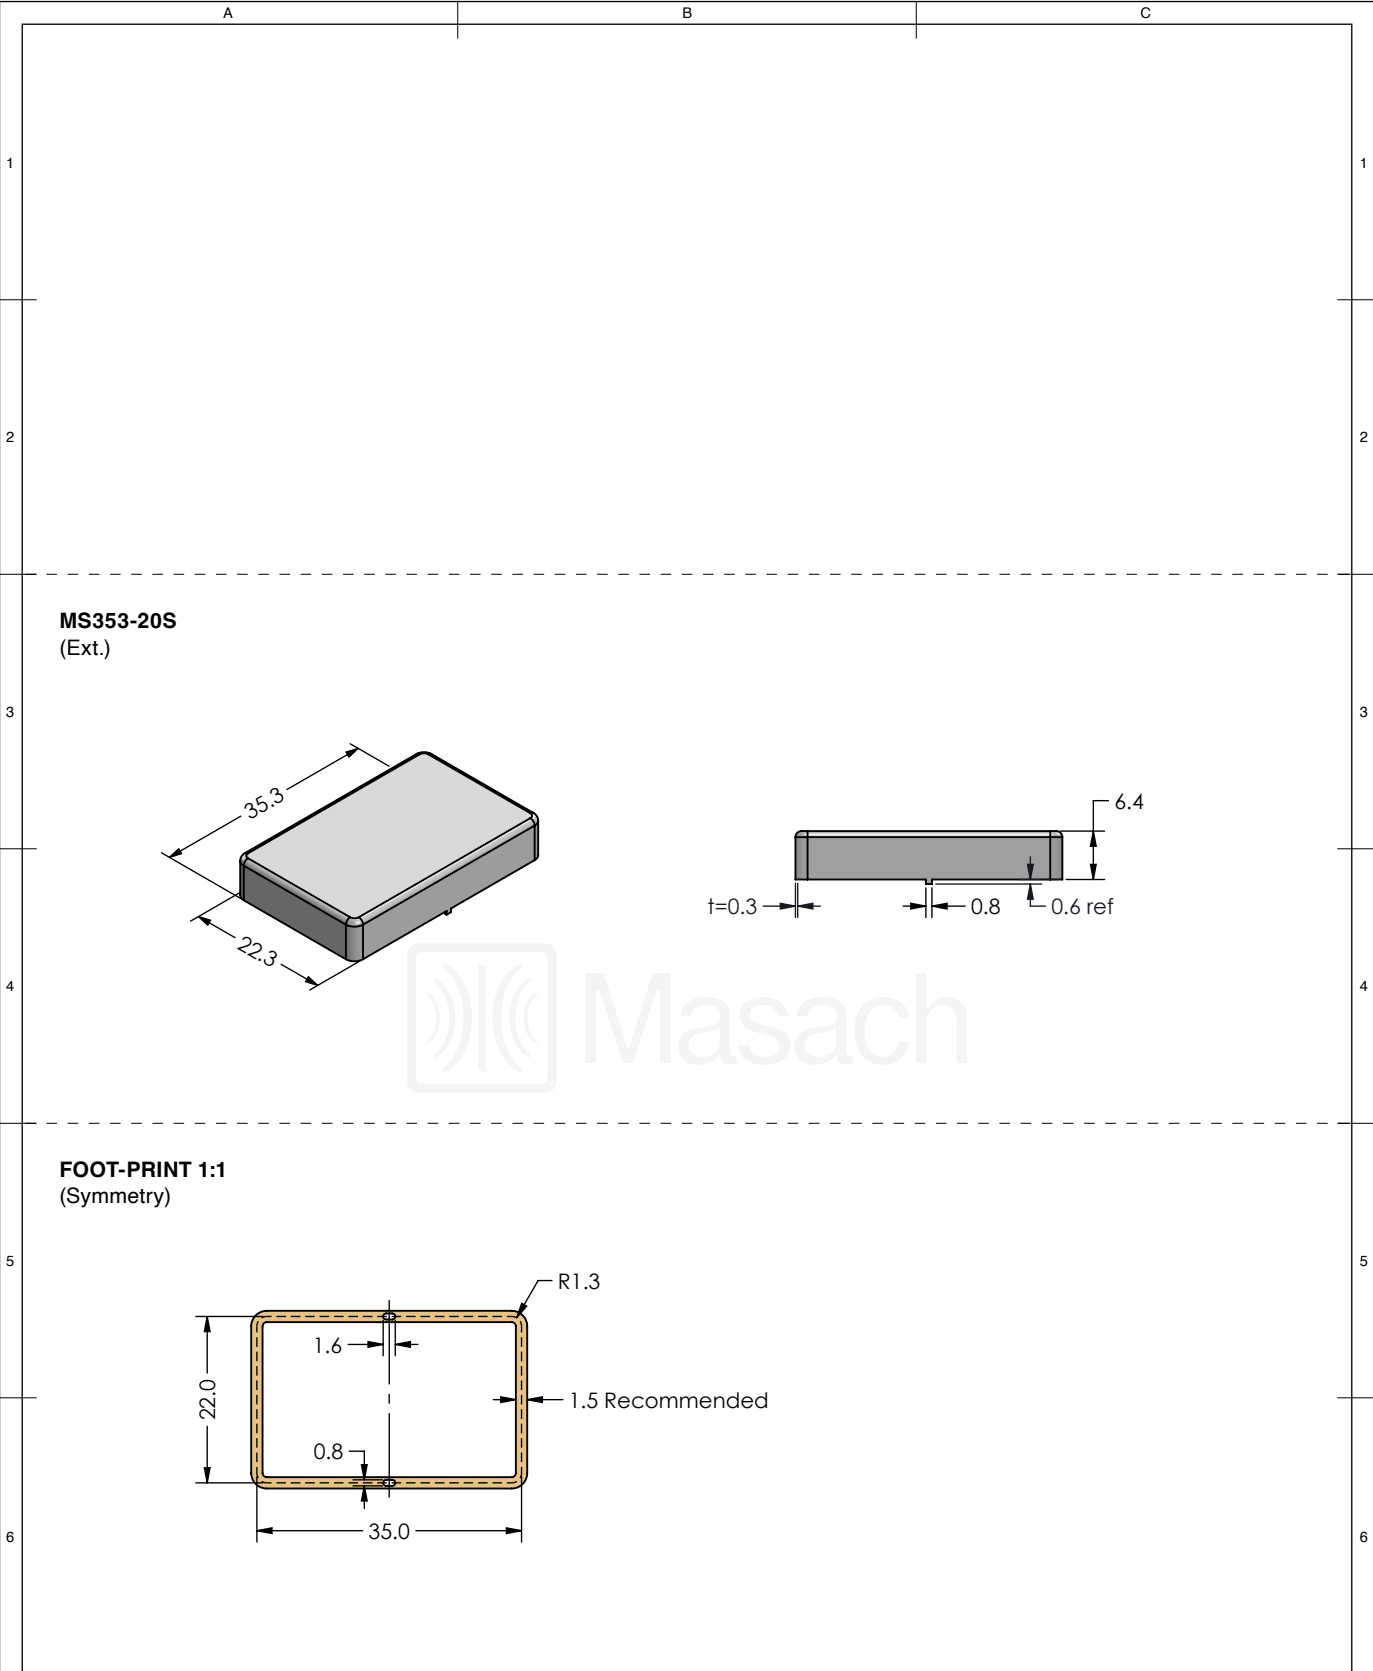 A B C
1 1
2 2
MS353-20S
(Ext.)
3 3
35.3
6.4
t=0.3 0.8 0.6 ref
22.3
4 4
Masach
FOOT-PRINT 1:1
(Symmetry)
5 5
R1.3
1.6
22.0
1.5 Recommended
0.8
35.0
6 6